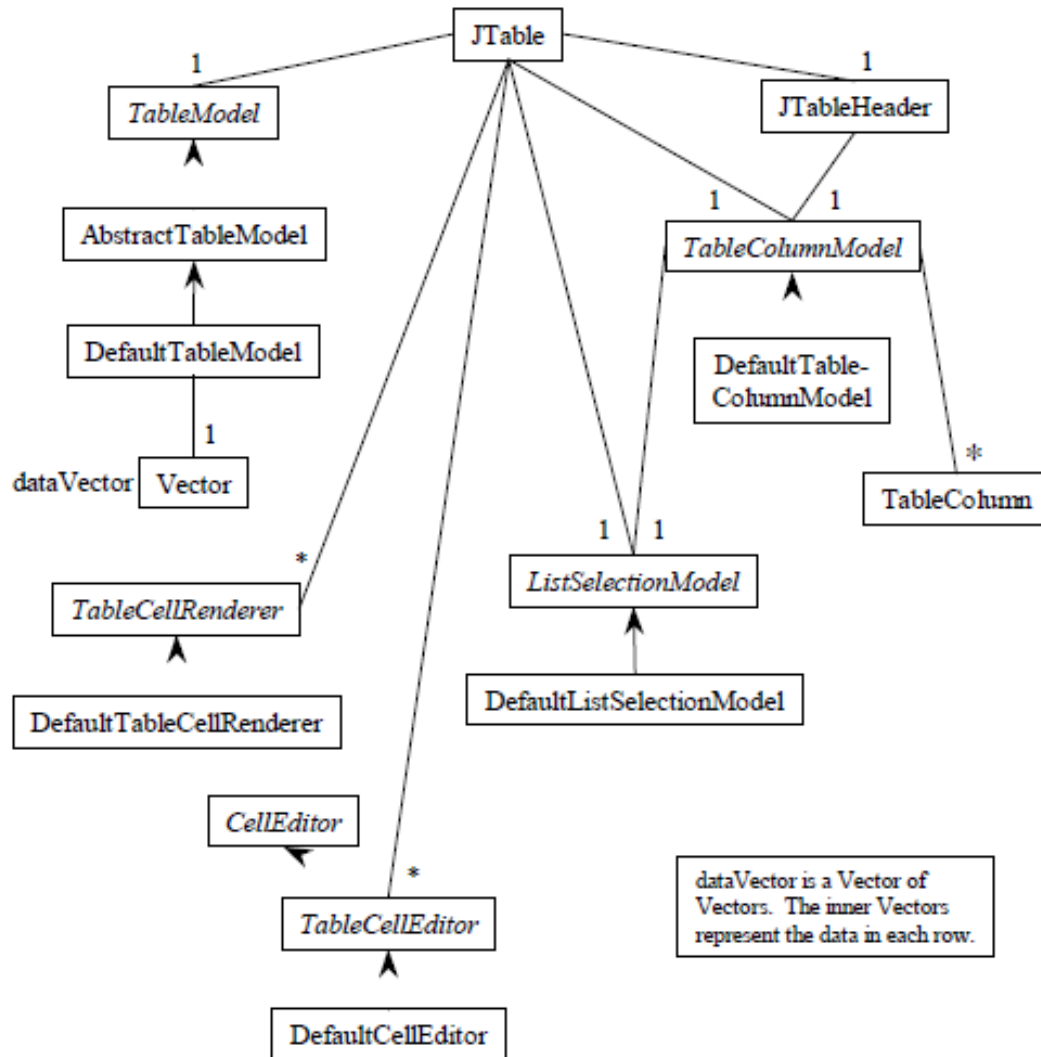 JTable
1
1
TableModel
JTableHeader
1
1
AbstractTableModel
TableColumnModel
DefaultTableModel
DefaultTable-
ColumnModel
1
dataVector
Vector
*
TableColumn
1
1
*
TableCellRenderer
ListSelectionModel
DefaultTableCellRenderer
DefaultListSelectionModel
CellEditor
*
TableCellEditor
dataVector is a Vector of
Vectors. The inner Vectors
represent the data in each row.
DefaultCellEditor